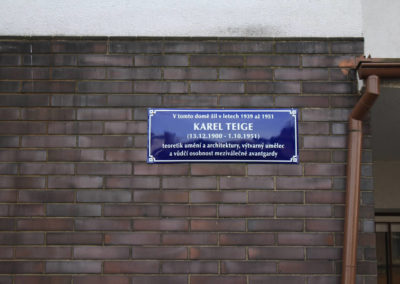 V tomto domě žil v letech 1939 až 1951
KAREL TEIGE
(13.12.1900 - 1.10.1951)
teoretik umění a architektury, výtvarný umělec
a vůdčí osobnost meziválečné avantgardy